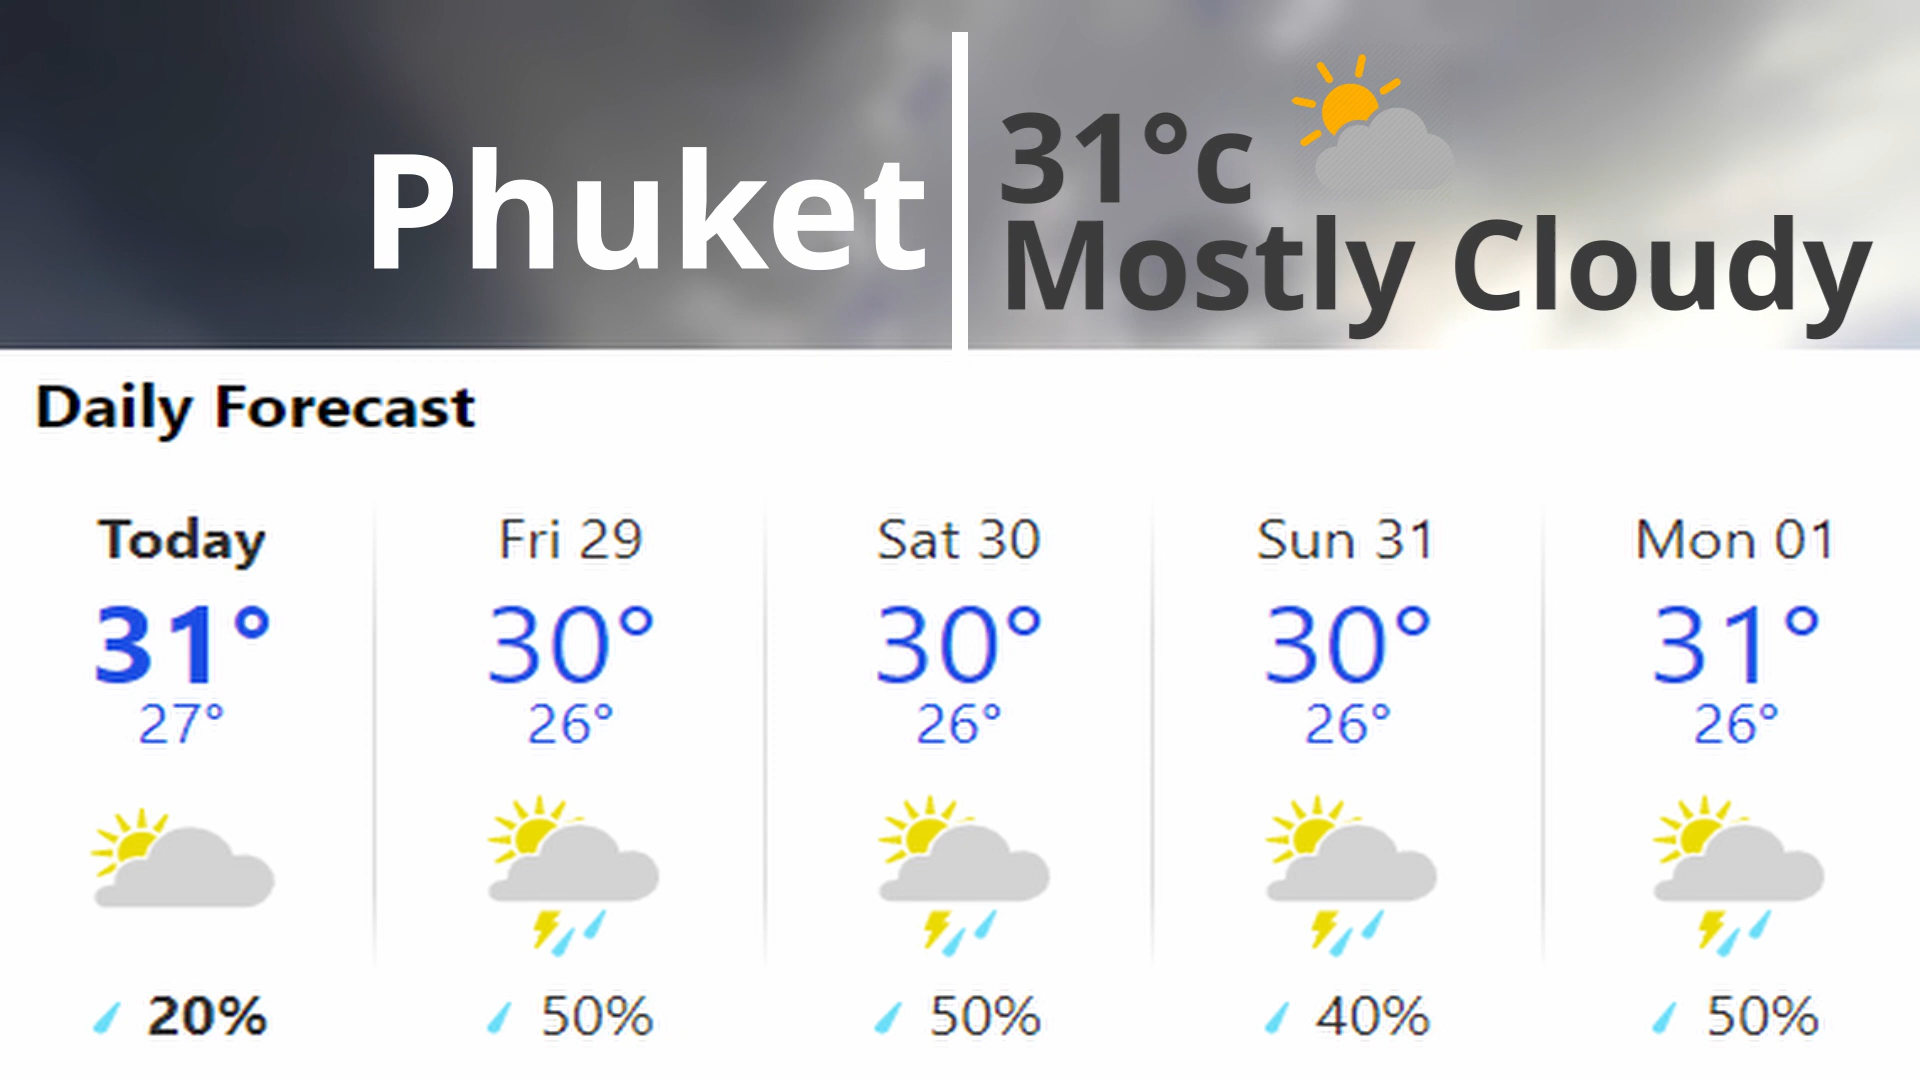 Phuket
31°c
Mostly Cloudy
Daily Forecast
Today Fri 29 Sat 30 Sun 31 Mon 01
31° 30° 30° 30° 31°
27° 26° 26° 26° 26°
20% 50% 50% 40% 50%